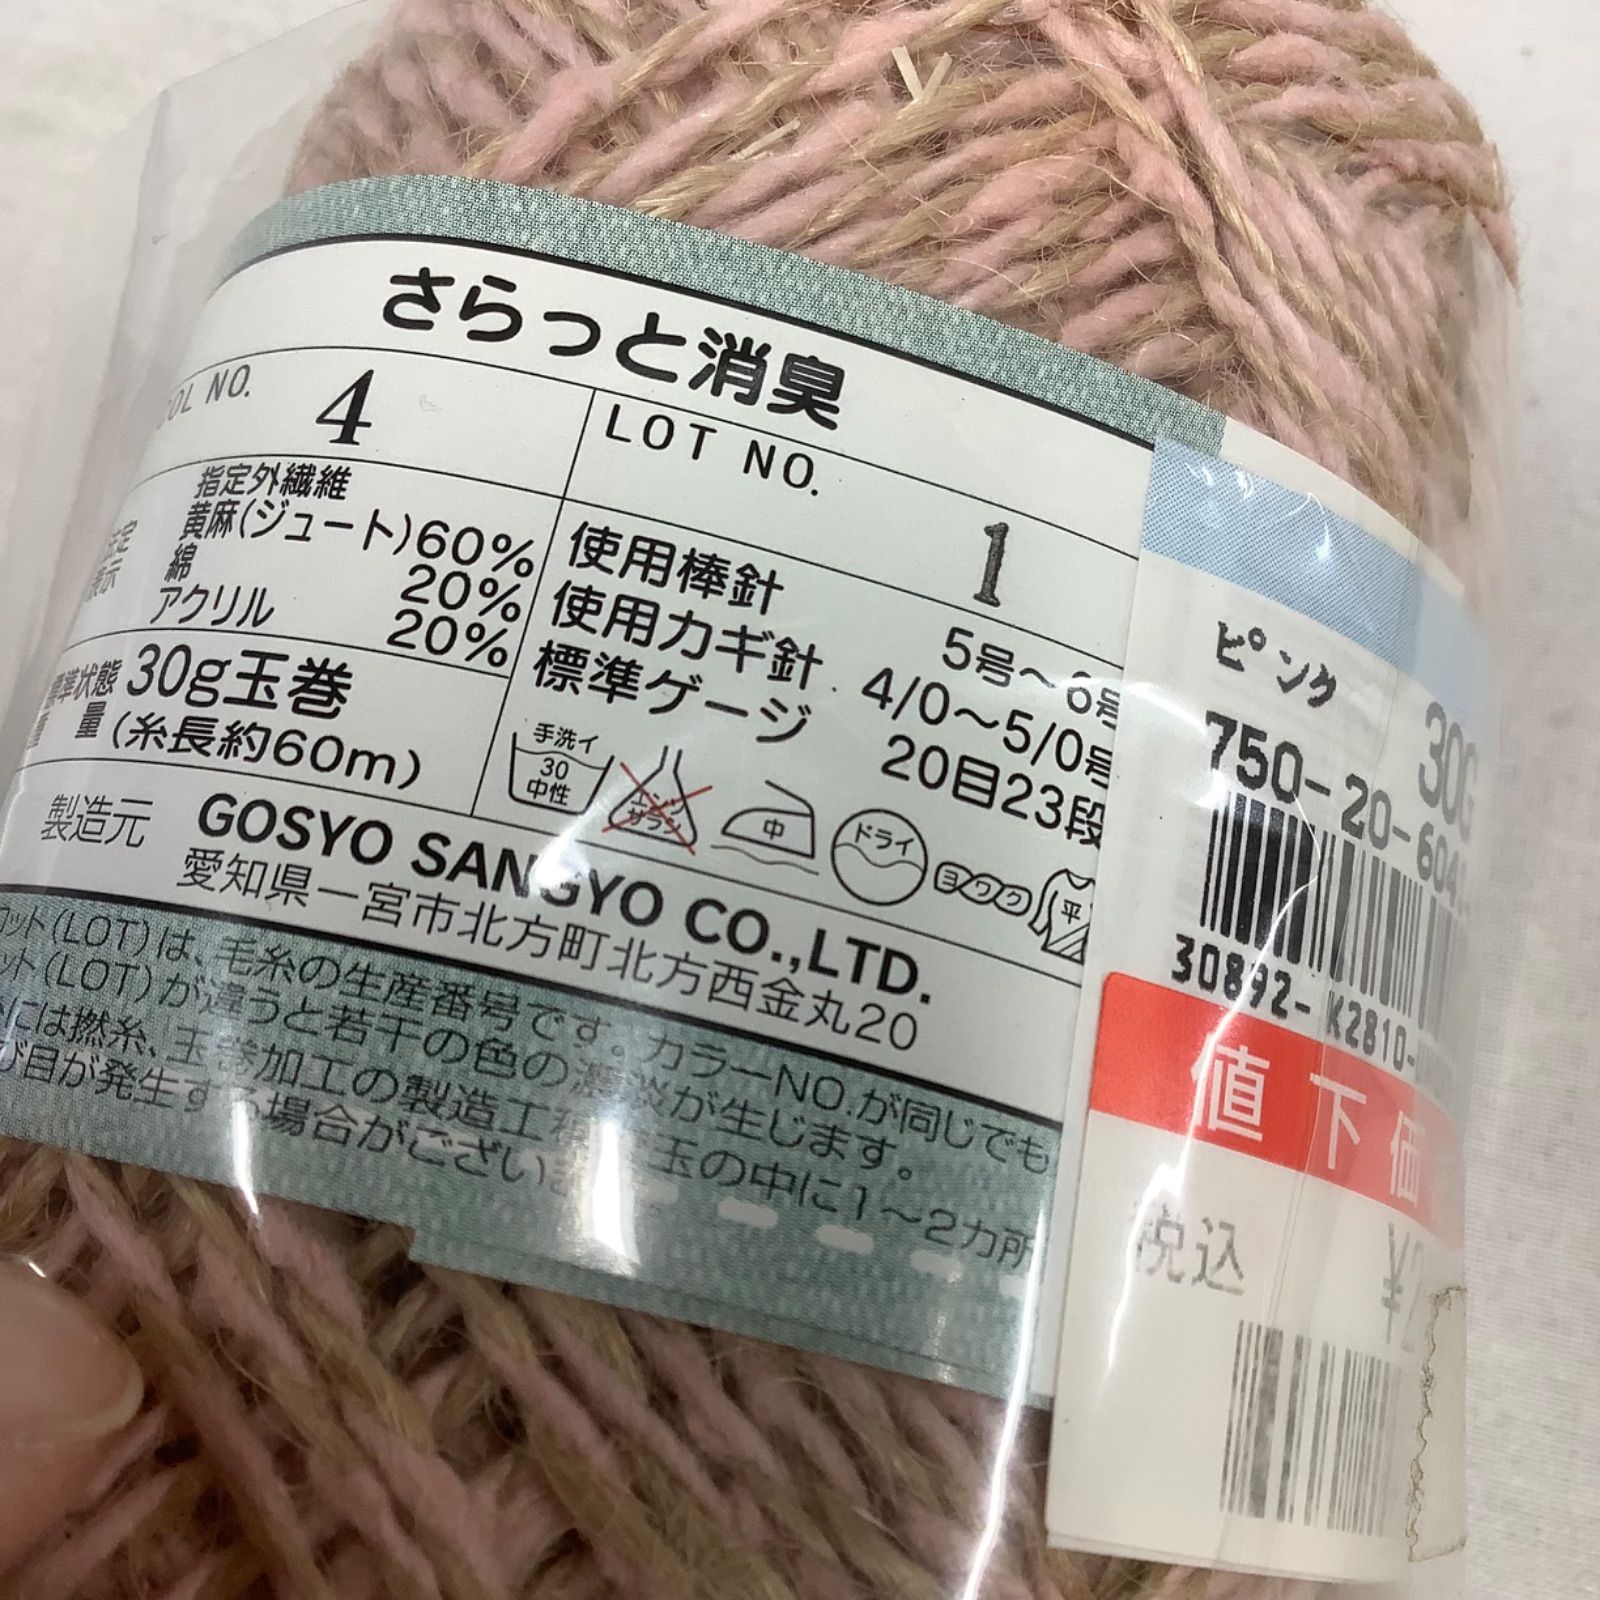 さらっと消臭
COL NO.
4
LOT NO.
1
指定外繊維
黄麻(ジュート)60%
綿 20%
アクリル 20%
30g玉巻
(糸長約60m)
使用棒針 5号~6号
使用カギ針 4/0~5/0号
標準ゲージ 20目23段
手洗イ
30
中性
エンソ
サラシ
中
ドライ
ヨワク
平
製造元 GOSYO SANGYO CO.,LTD.
愛知県一宮市北方町北方西金丸20
ロット(LOT)は、毛糸の生産番号です。カラーNO.が同じでも
ット(LOT)が違うと若干の色の濃淡が生じます。
には撚糸、玉巻加工の製造工 玉の中に1~2カ所
び目が発生する場合がござい
ピンク
30G
750-20-604
30892-K2810-
値下価
税込